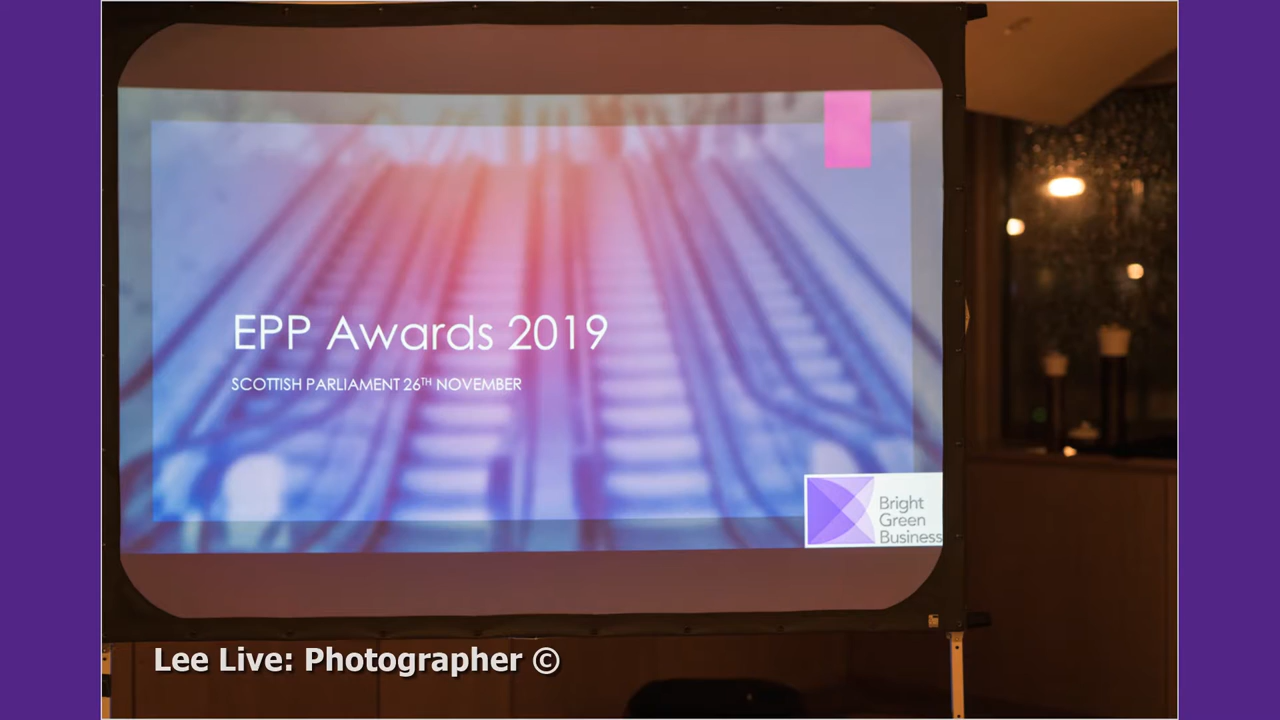 EPP Awards 2019
SCOTTISH PARLIAMENT 26TH NOVEMBER
Bright
Green
Business
Lee Live: Photographer ©